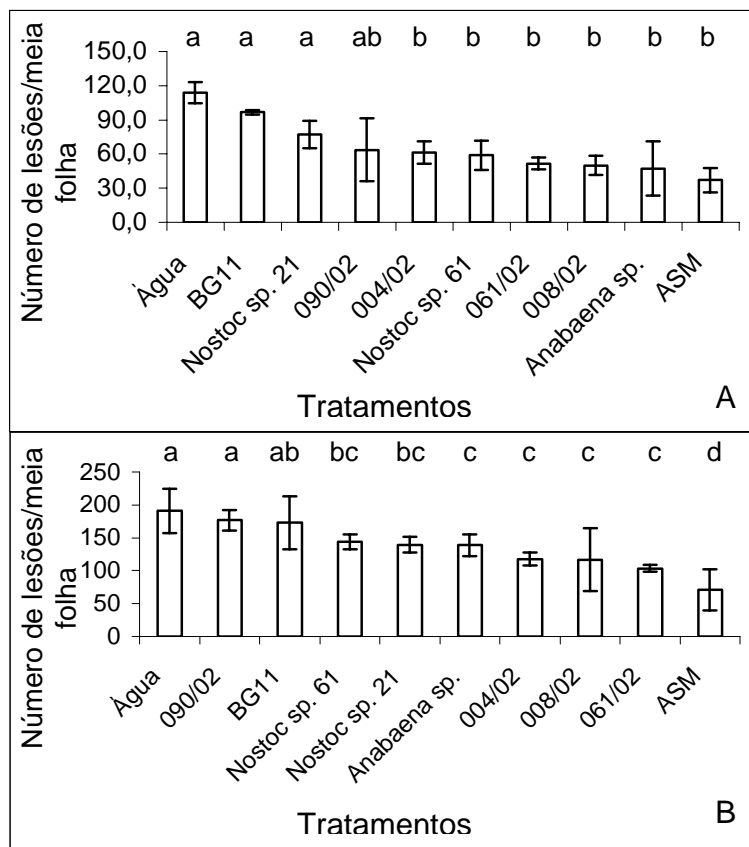 a a a ab b b b b b b
Número de lesões/meia
folha
150,0
120,0
90,0
60,0
30,0
0,0
Àgua
BG11
Nostoc sp. 21
090/02
004/02
Nostoc sp. 61
061/02
008/02
Anabaena sp.
ASM
Tratamentos
A
a a ab bc bc c c c c d
Número de lesões/meia
folha
250
200
150
100
50
0
Àgua
090/02
BG11
Nostoc sp. 61
Nostoc sp. 21
Anabaena sp.
004/02
008/02
061/02
ASM
Tratamentos
B